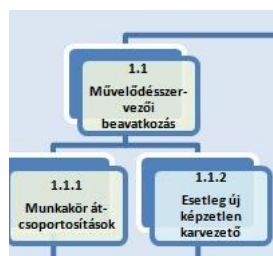 1.1
Művelődésszer-
vezői
beavatkozás
1.1.1
Munkakör át-
csoportosítások
1.1.2
Esetleg új
képzetlen
karvezető